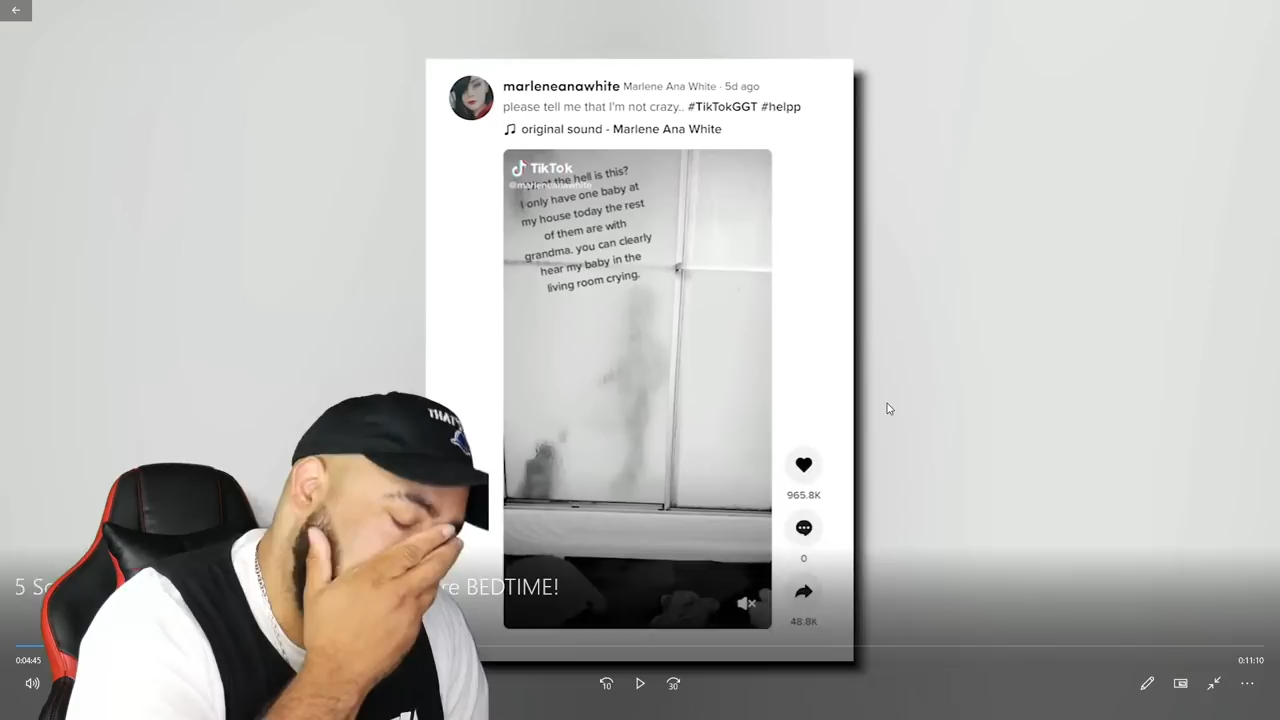 marleneanawhite Marlene Ana White · 5d ago
please tell me that I'm not crazy.. #TikTokGGT #helpp
original sound - Marlene Ana White
TikTok
@marleneanawhite
the hell is this?
I only have one baby at
my house today the rest
of them are with
grandma. you can clearly
hear my baby in the
living room crying.
965.8K
0
48.8K
5 BEDTIME!
0:04:45
0:11:10
10
30